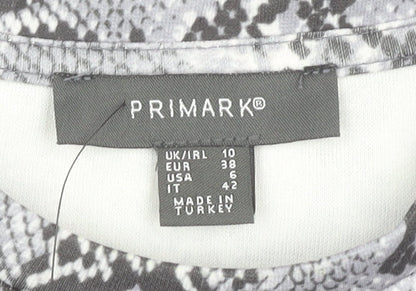 PRIMARK®
UK/IRL 10
EUR 38
USA 6
IT 42
MADE IN
TURKEY